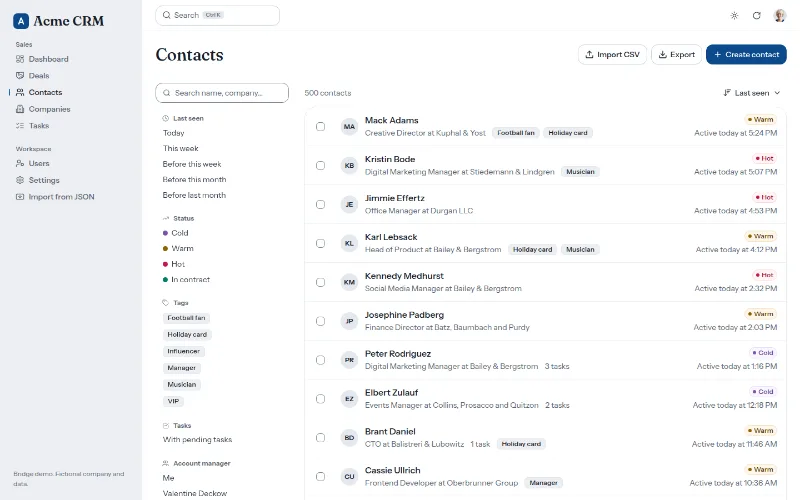 A Acme CRM
Search Ctrl K
Sales
Dashboard
Deals
Contacts
Companies
Tasks
Workspace
Users
Settings
Import from JSON
Bridge demo. Fictional company and
data.
Contacts
Import CSV
Export
+ Create contact
Search name, company...
500 contacts
Last seen
Last seen
Today
This week
Before this week
Before this month
Before last month
Status
Cold
Warm
Hot
In contract
Tags
Football fan
Holiday card
Influencer
Manager
Musician
VIP
Tasks
With pending tasks
Account manager
Me
Valentine Deckow
MA Mack Adams Warm
Creative Director at Kuphal & Yost Football fan Holiday card Active today at 5:24 PM
KB Kristin Bode Hot
Digital Marketing Manager at Stiedemann & Lindgren Musician Active today at 5:07 PM
JE Jimmie Effertz Hot
Office Manager at Durgan LLC Active today at 4:53 PM
KL Karl Lebsack Warm
Head of Product at Bailey & Bergstrom Holiday card Musician Active today at 4:12 PM
KM Kennedy Medhurst Hot
Social Media Manager at Bailey & Bergstrom Active today at 2:32 PM
JP Josephine Padberg Warm
Finance Director at Batz, Baumbach and Purdy Active today at 2:03 PM
PR Peter Rodriguez Cold
Digital Marketing Manager at Bailey & Bergstrom 3 tasks Active today at 1:16 PM
EZ Elbert Zulauf Cold
Events Manager at Collins, Prosacco and Quitzon 2 tasks Active today at 12:18 PM
BD Brant Daniel Warm
CTO at Balistreri & Lubowitz 1 task Holiday card Active today at 11:46 AM
CU Cassie Ullrich Warm
Frontend Developer at Oberbrunner Group Manager Active today at 10:36 AM